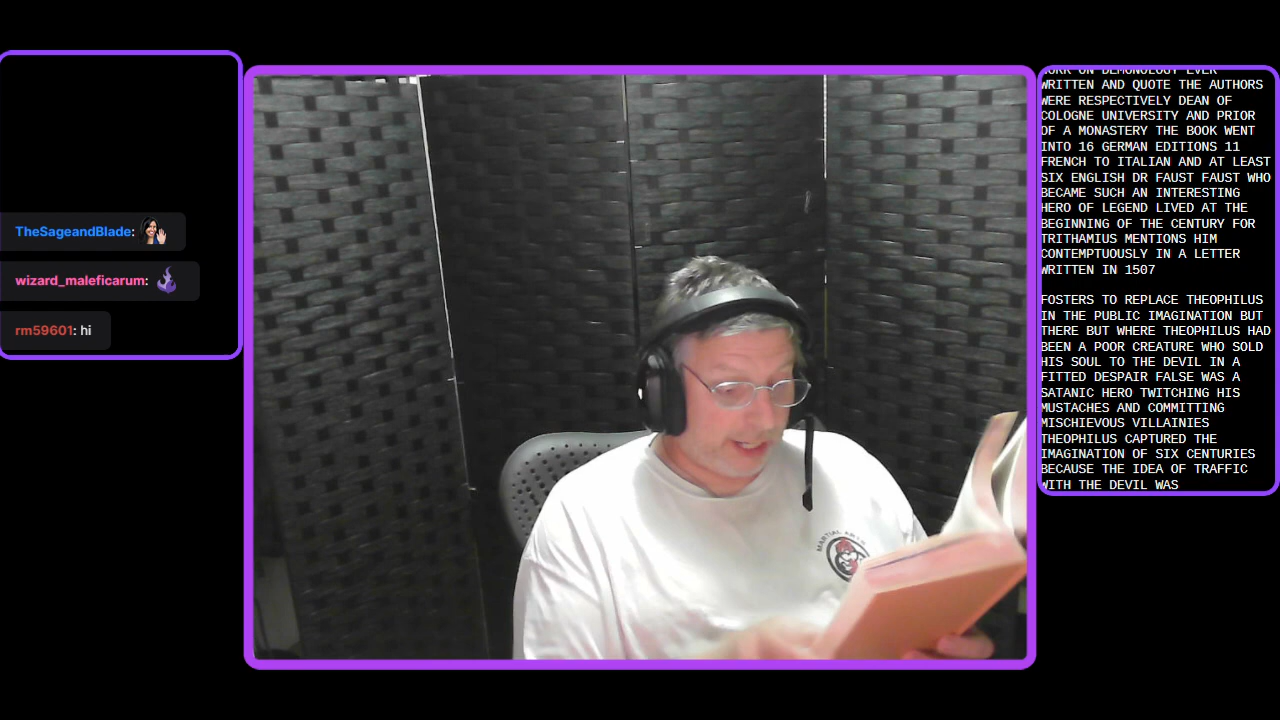 TheSageandBlade:
wizard_maleficarum:
rm59601: hi
WORK ON DEMONOLOGY EVER
WRITTEN AND QUOTE THE AUTHORS
WERE RESPECTIVELY DEAN OF
COLOGNE UNIVERSITY AND PRIOR
OF A MONASTERY THE BOOK WENT
INTO 16 GERMAN EDITIONS 11
FRENCH TO ITALIAN AND AT LEAST
SIX ENGLISH DR FAUST FAUST WHO
BECAME SUCH AN INTERESTING
HERO OF LEGEND LIVED AT THE
BEGINNING OF THE CENTURY FOR
TRITHAMIUS MENTIONS HIM
CONTEMPTUOUSLY IN A LETTER
WRITTEN IN 1507
FOSTERS TO REPLACE THEOPHILUS
IN THE PUBLIC IMAGINATION BUT
THERE BUT WHERE THEOPHILUS HAD
BEEN A POOR CREATURE WHO SOLD
HIS SOUL TO THE DEVIL IN A
FITTED DESPAIR FALSE WAS A
SATANIC HERO TWITCHING HIS
MUSTACHES AND COMMITTING
MISCHIEVOUS VILLAINIES
THEOPHILUS CAPTURED THE
IMAGINATION OF SIX CENTURIES
BECAUSE THE IDEA OF TRAFFIC
WITH THE DEVIL WAS
MARTIAL ARTS